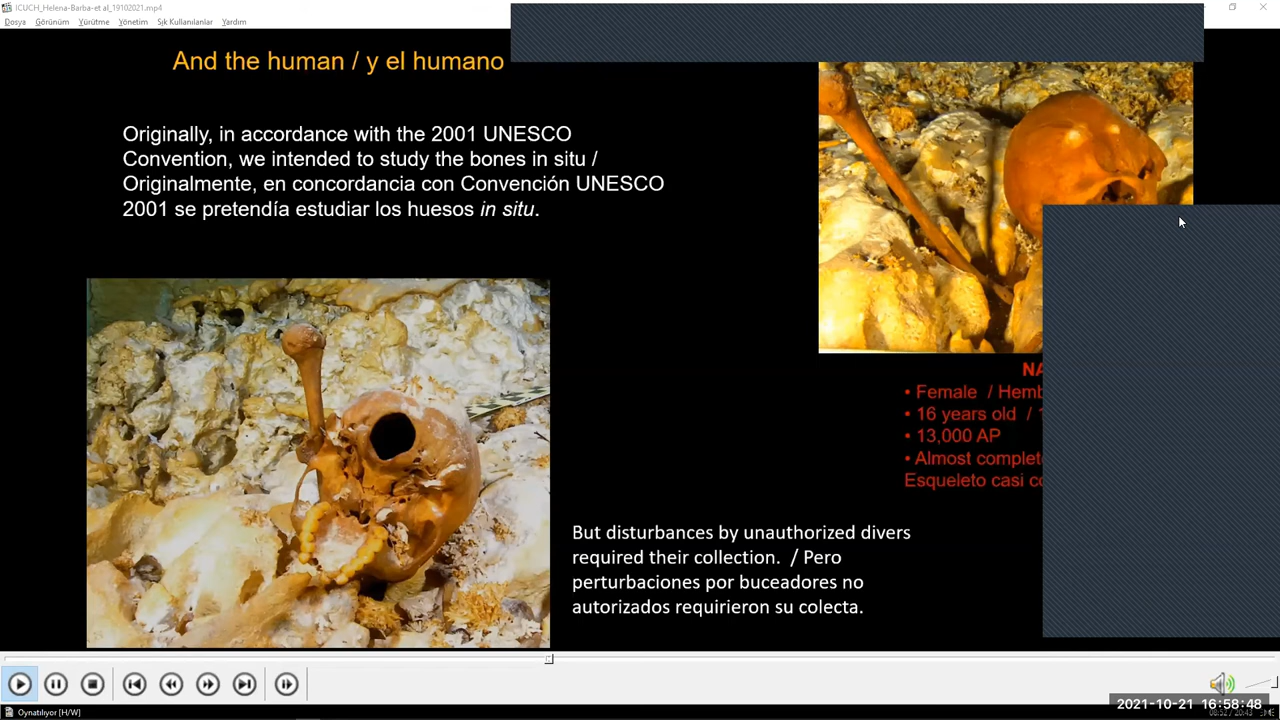 ICUCH_Helena-Barba-et al_19102021.mp4
Dosya Görünüm Yürütme Yönetim Sık Kullanılanlar Yardım
And the human / y el humano
Originally, in accordance with the 2001 UNESCO
Convention, we intended to study the bones in situ /
Originalmente, en concordancia con Convención UNESCO
2001 se pretendía estudiar los huesos in situ.
• Female / Hemb
• 16 years old / 1
• 13,000 AP
• Almost complet
Esqueleto casi co
But disturbances by unauthorized divers
required their collection. / Pero
perturbaciones por buceadores no
autorizados requirieron su colecta.
2021-10-21 16:58:48
Oynatılıyor [H/W]